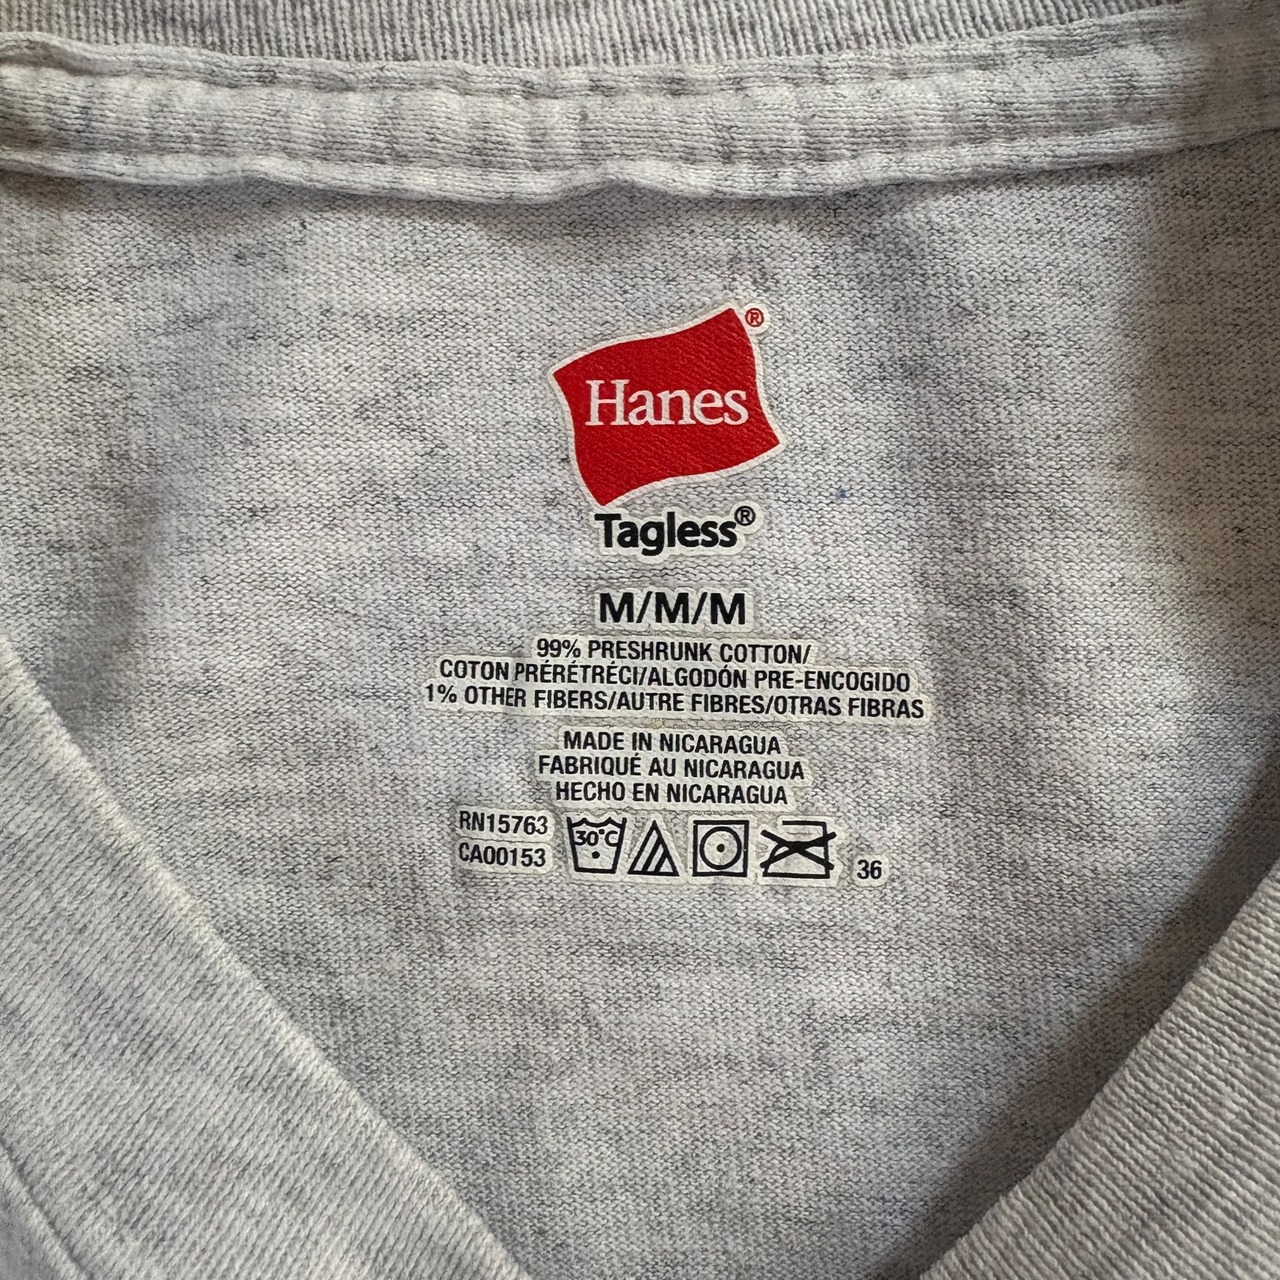 Hanes®
Tagless®
M/M/M
99% PRESHRUNK COTTON/
COTON PRÉRÉTRÉCI/ALGODÓN PRE-ENCOGIDO
1% OTHER FIBERS/AUTRE FIBRES/OTRAS FIBRAS
MADE IN NICARAGUA
FABRIQUÉ AU NICARAGUA
HECHO EN NICARAGUA
RN15763
CA00153
30°C
36